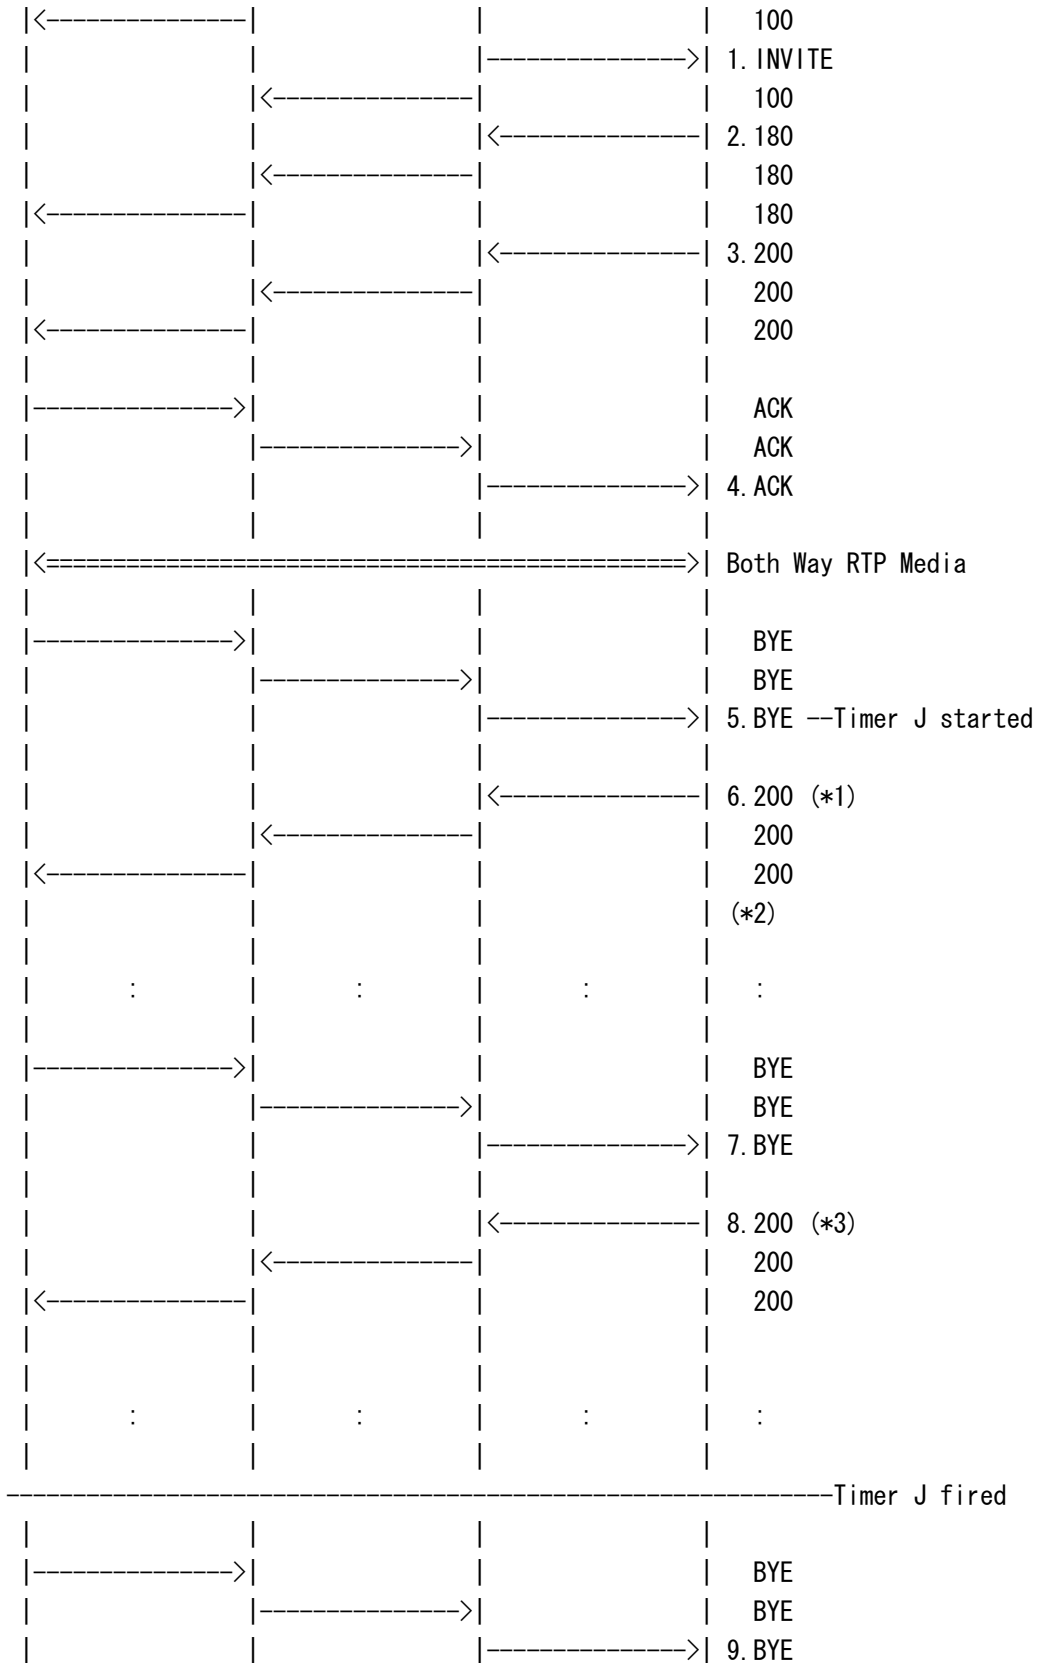 100
1.INVITE
100
2.180
180
180
3.200
200
200
ACK
ACK
4.ACK
Both Way RTP Media
BYE
BYE
5.BYE --Timer J started
6.200 (*1)
200
200
(*2)
: : : :
BYE
BYE
7.BYE
8.200 (*3)
200
200
: : : :
Timer J fired
BYE
BYE
9.BYE